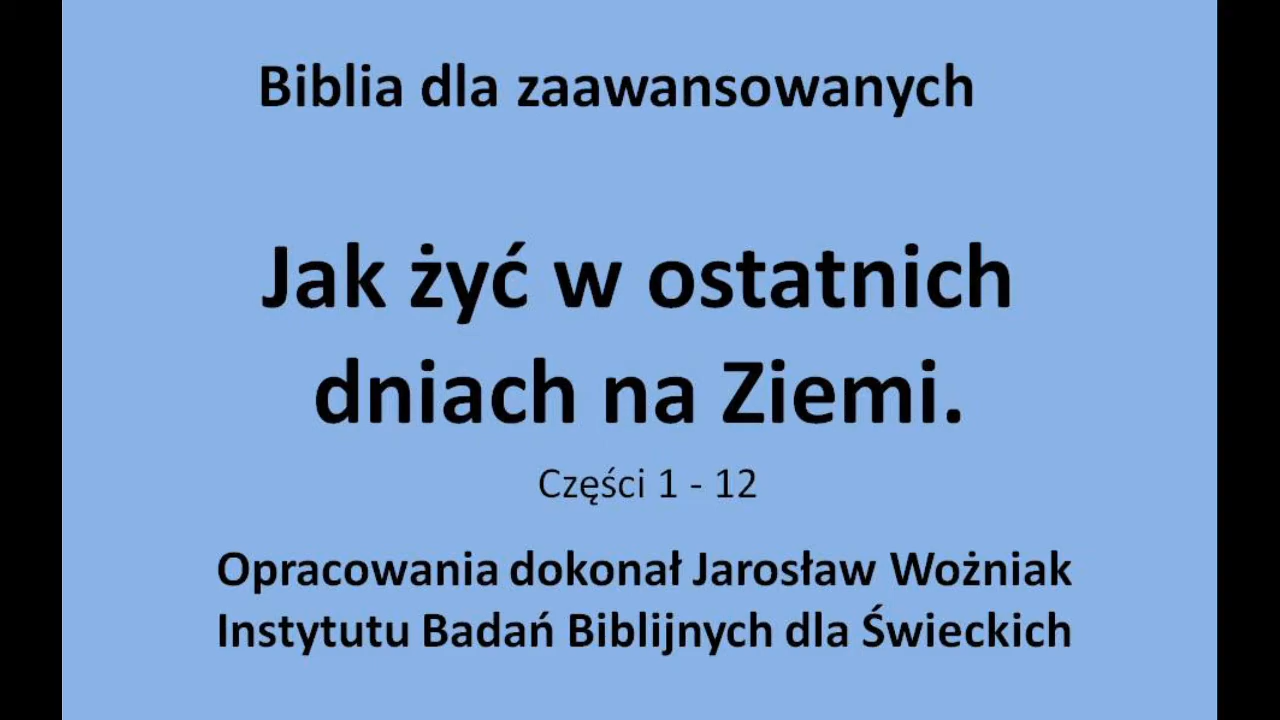 Biblia dla zaawansowanych
Jak żyć w ostatnich
dniach na Ziemi.
Części 1 - 12
Opracowania dokonał Jarosław Wożniak
Instytutu Badań Biblijnych dla Świeckich